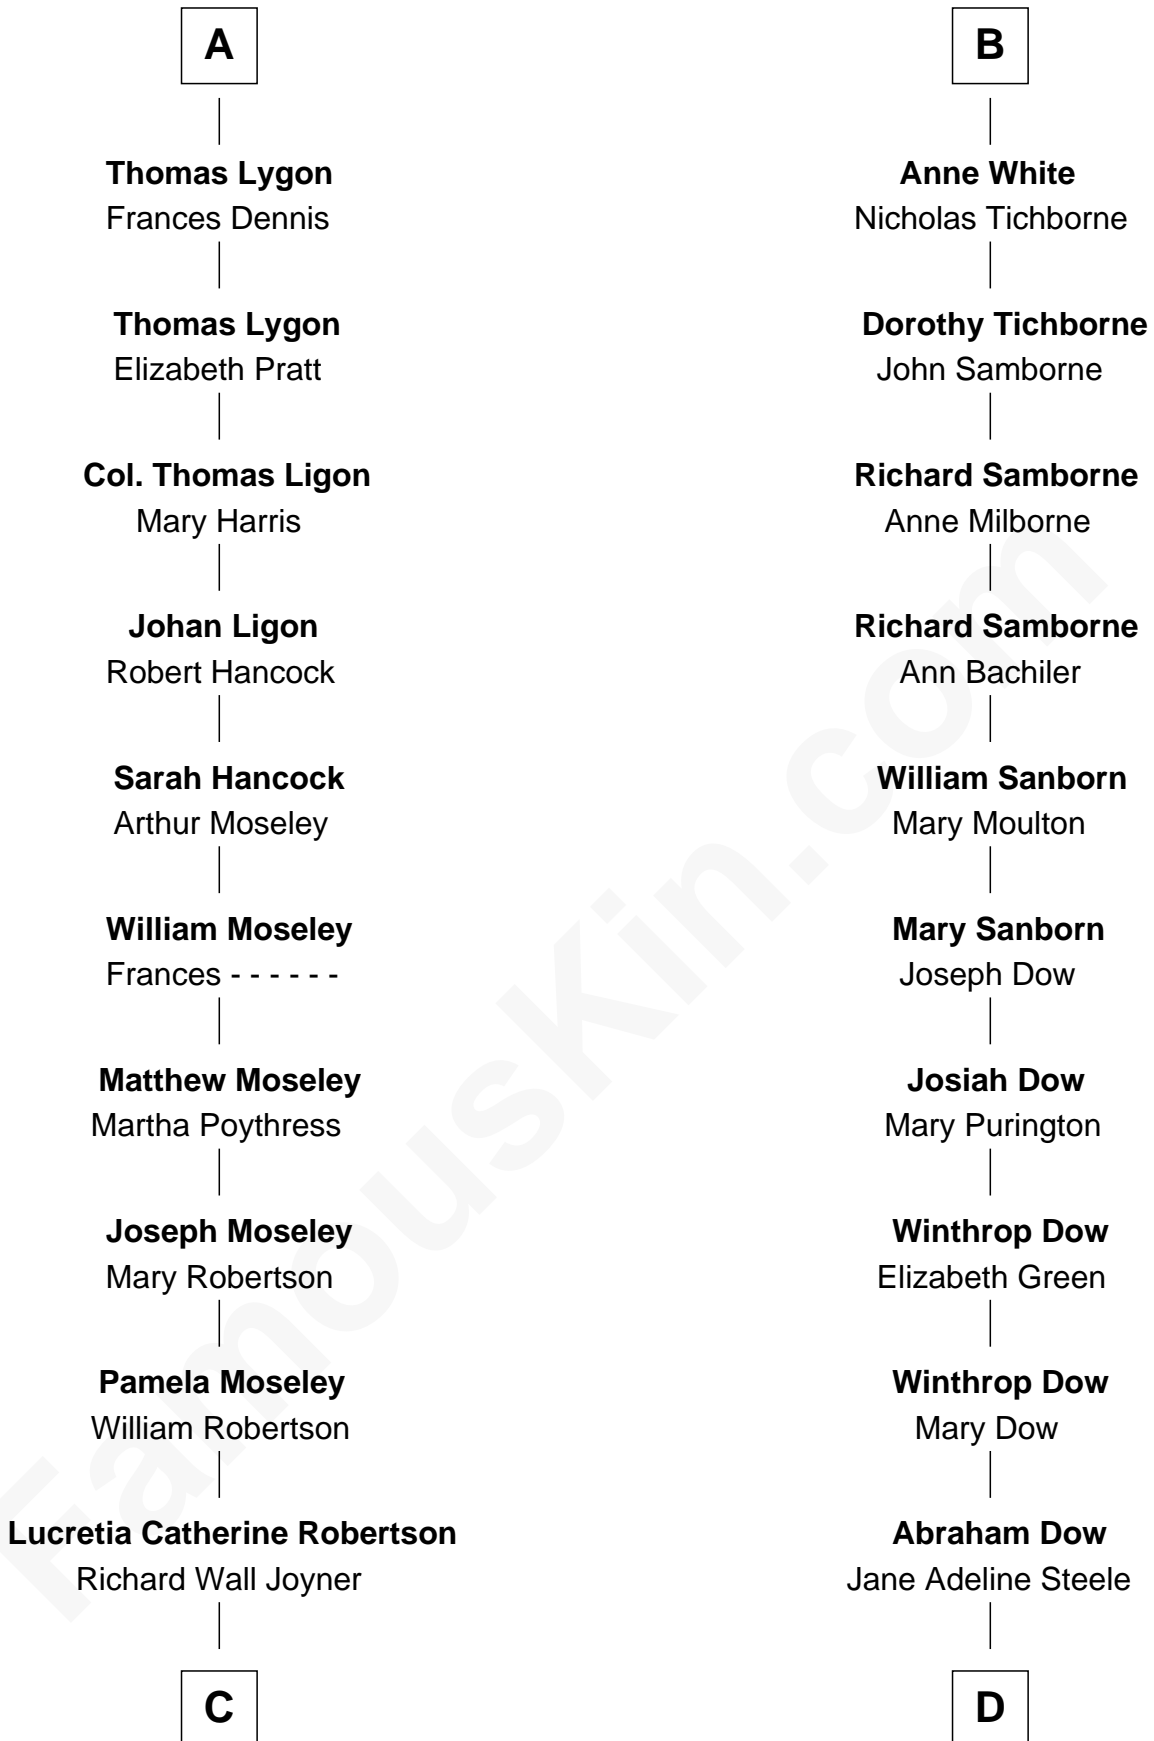 A
Thomas Lygon
Frances Dennis
Thomas Lygon
Elizabeth Pratt
Col. Thomas Ligon
Mary Harris
Johan Ligon
Robert Hancock
Sarah Hancock
Arthur Moseley
William Moseley
Frances - - - - - -
Matthew Moseley
Martha Poythress
Joseph Moseley
Mary Robertson
Pamela Moseley
William Robertson
Lucretia Catherine Robertson
Richard Wall Joyner
C
B
Anne White
Nicholas Tichborne
Dorothy Tichborne
John Samborne
Richard Samborne
Anne Milborne
Richard Samborne
Ann Bachiler
William Sanborn
Mary Moulton
Mary Sanborn
Joseph Dow
Josiah Dow
Mary Purington
Winthrop Dow
Elizabeth Green
Winthrop Dow
Mary Dow
Abraham Dow
Jane Adeline Steele
D
FamousKin.com